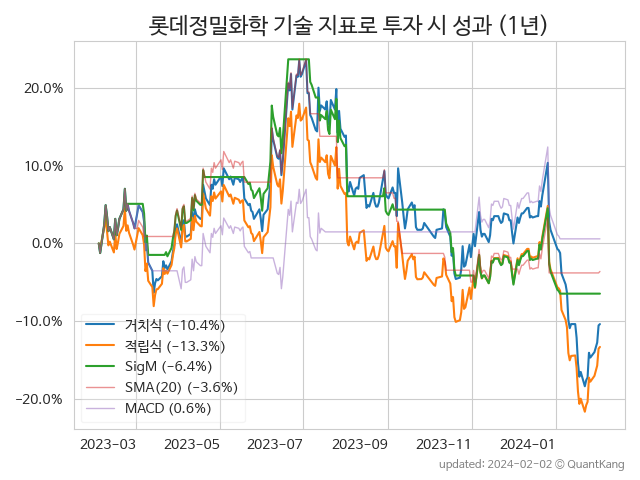 롯데정밀화학 기술 지표로 투자 시 성과 (1년)
20.0%
10.0%
0.0%
−10.0%
−20.0%
거치식 (−10.4%)
적립식 (−13.3%)
SigM (−6.4%)
SMA(20) (−3.6%)
MACD (0.6%)
2023−03
2023−05
2023−07
2023−09
2023−11
2024−01
updated: 2024−02−02 © QuantKang